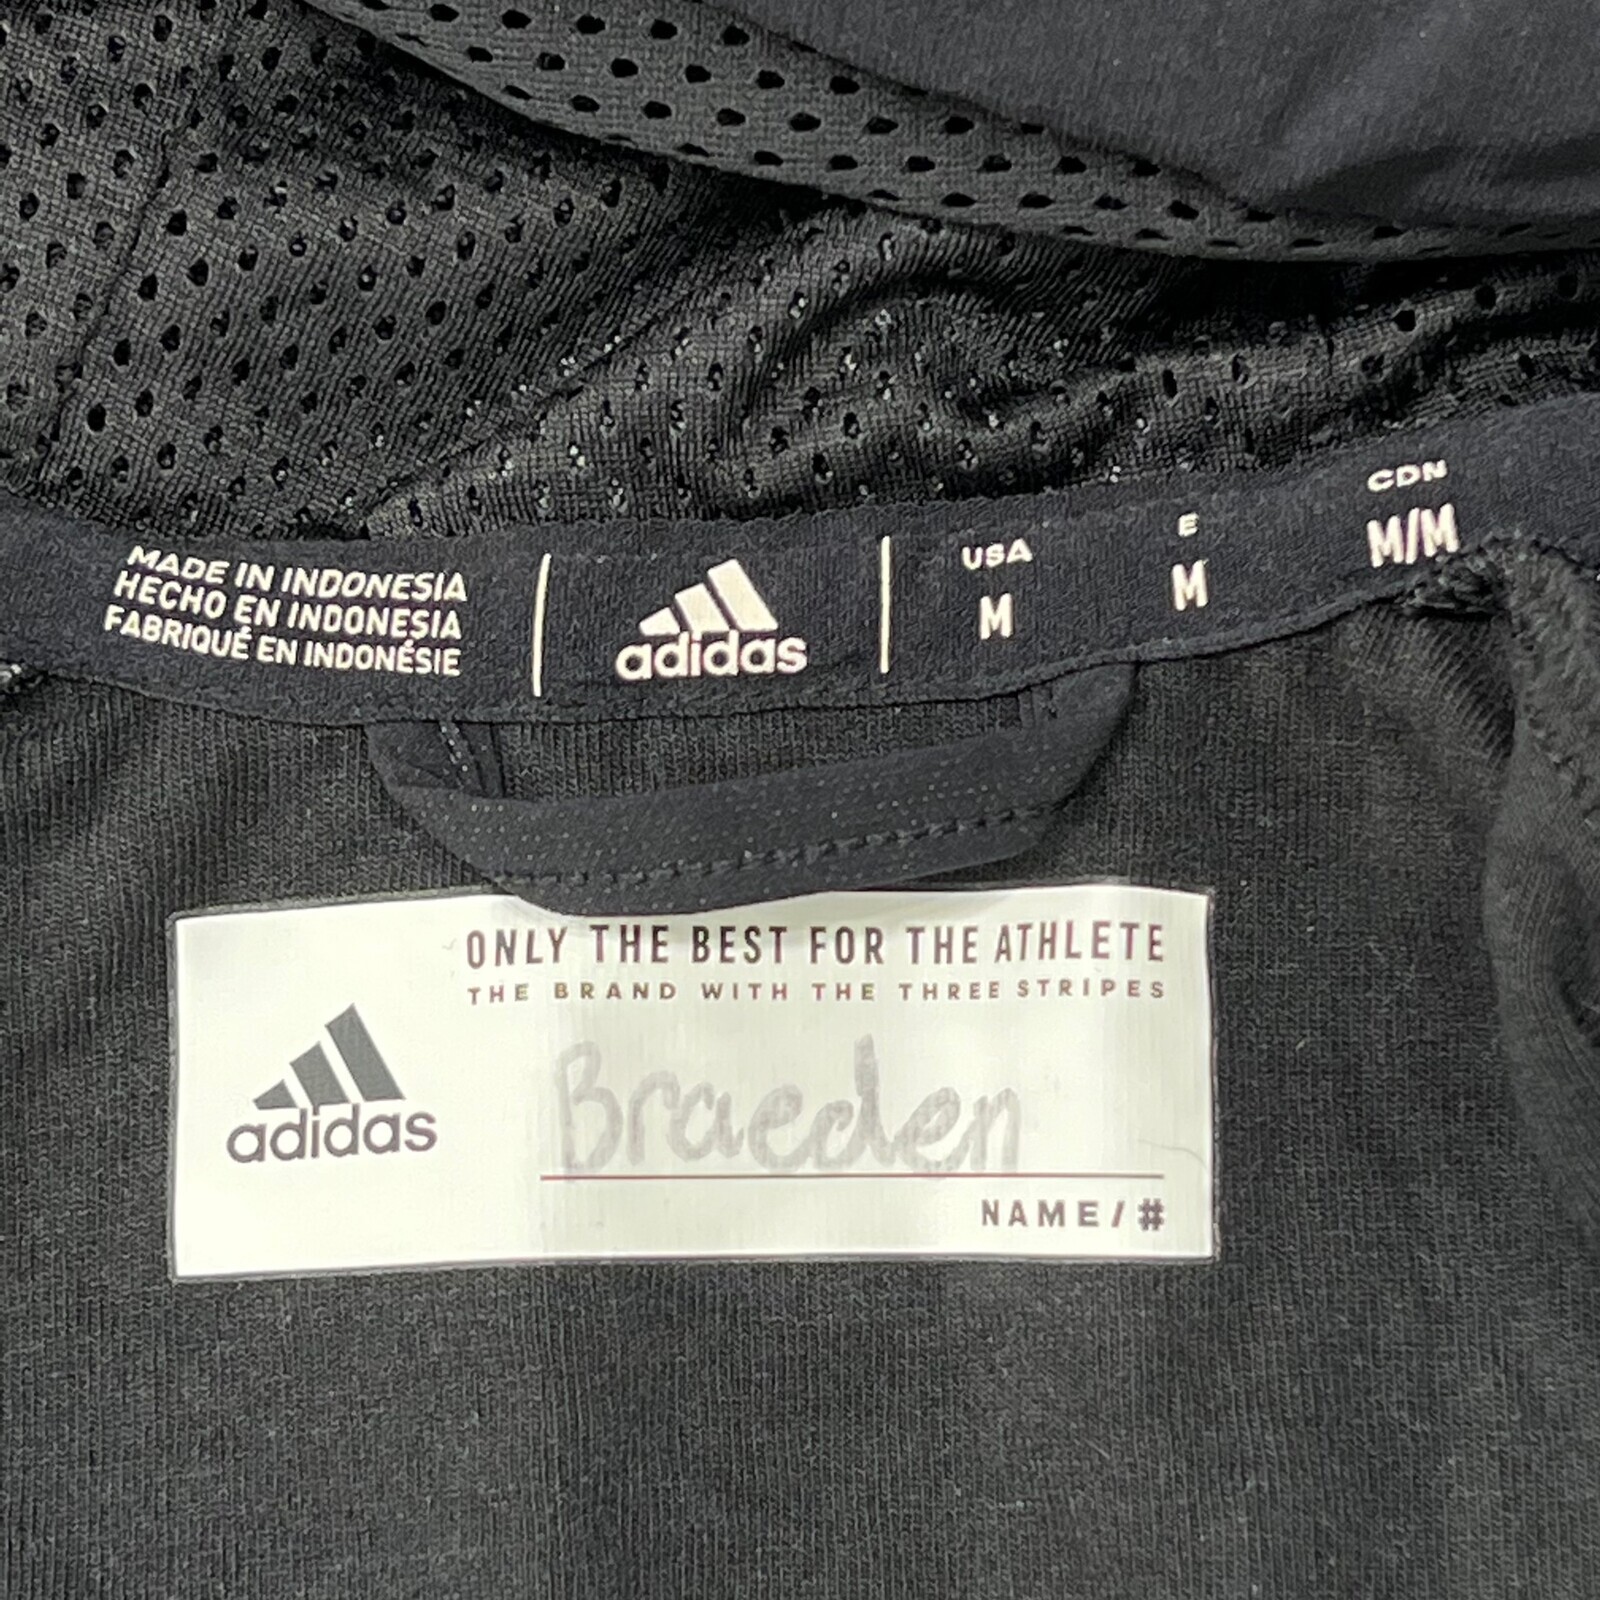 MADE IN INDONESIA
HECHO EN INDONESIA
FABRIQUÉ EN INDONÉSIE
adidas
USA
M
E
M
CDN
M/M
ONLY THE BEST FOR THE ATHLETE
THE BRAND WITH THE THREE STRIPES
adidas
Braeden
NAME / #